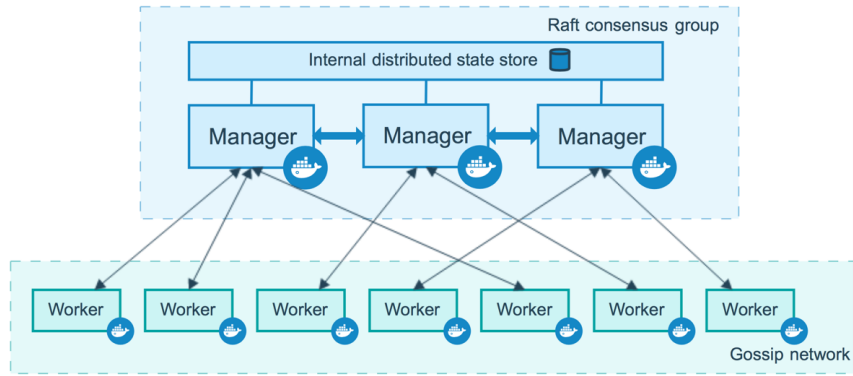 Raft consensus group
Internal distributed state store
Manager Manager Manager
Worker Worker Worker Worker Worker Worker Worker
Gossip network